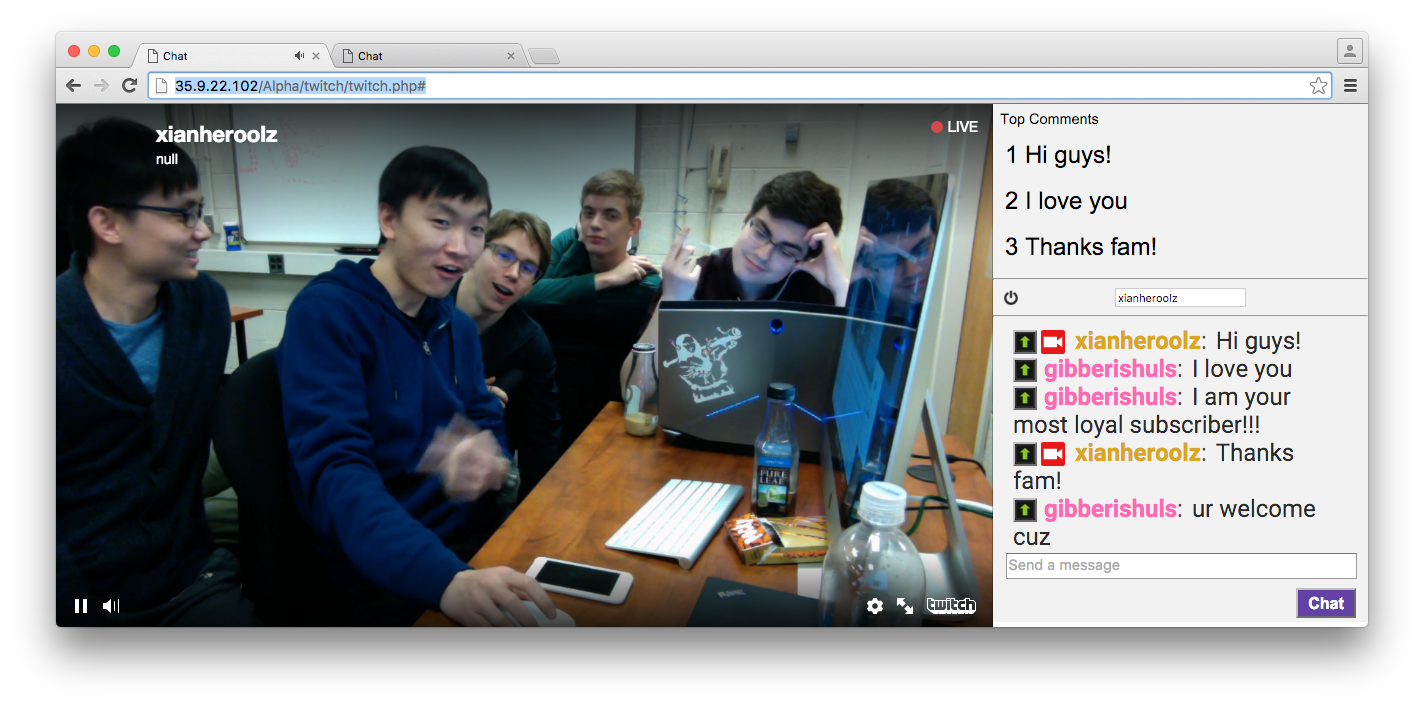 Chat
Chat
35.9.22.102/Alpha/twitch/twitch.php#
xianheroolz
null
LIVE
Top Comments
1 Hi guys!
2 I love you
3 Thanks fam!
xianheroolz
xianheroolz: Hi guys!
gibberishuls: I love you
gibberishuls: I am your
most loyal subscriber!!!
xianheroolz: Thanks
fam!
gibberishuls: ur welcome
cuz
Send a message
Chat
PURE
LEAF
twitch